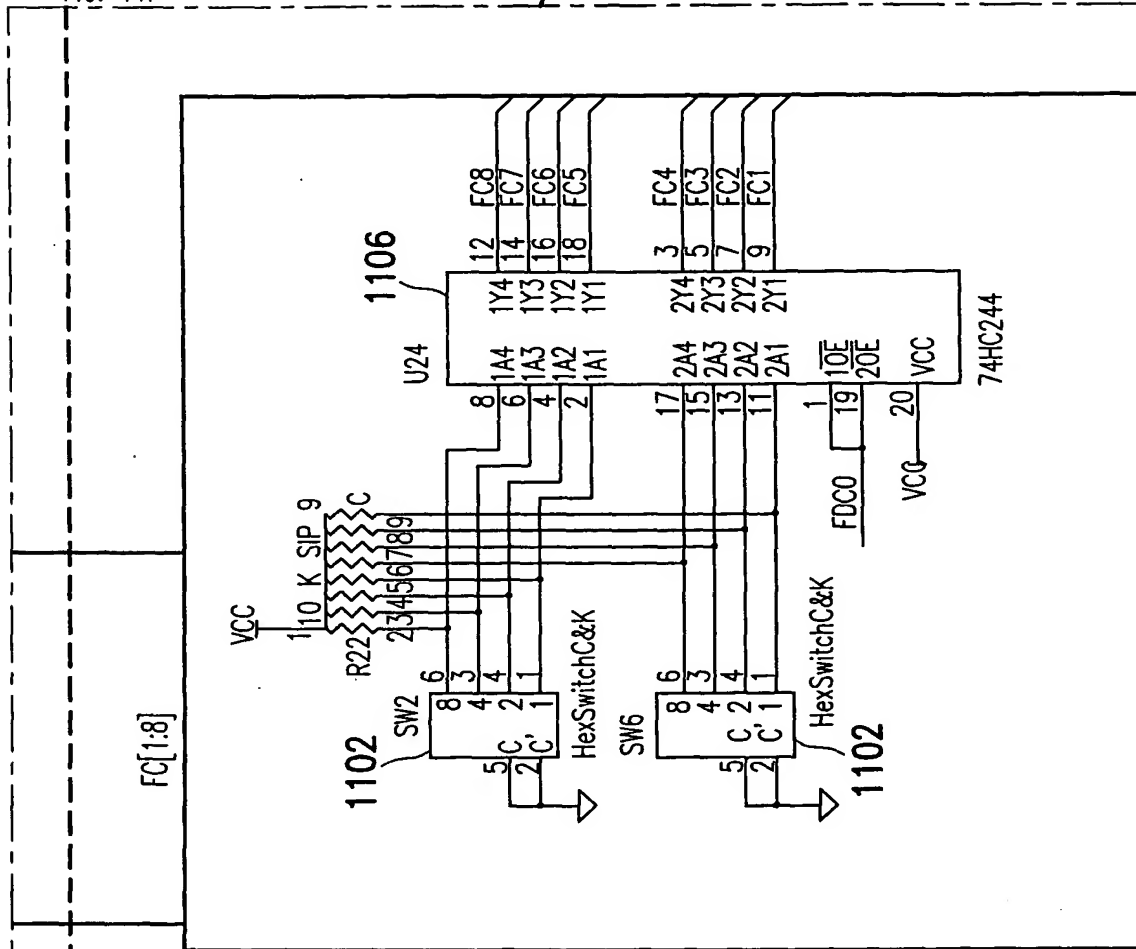 FC[1:8]
VCC
1 10 K SIP 9
R22
C
2 3 4 5 6 7 8 9
SW2
1102
8 6
4 3
2 4
1 1
C 5
C' 2
HexSwitchC&K
SW6
1102
8 6
4 3
2 4
1 1
C 5
C' 2
HexSwitchC&K
U24
1106
8 1A4 1Y4 12 FC8
6 1A3 1Y3 14 FC7
4 1A2 1Y2 16 FC6
2 1A1 1Y1 18 FC5
17 2A4 2Y4 3 FC4
15 2A3 2Y3 5 FC3
13 2A2 2Y2 7 FC2
11 2A1 2Y1 9 FC1
1 1OE
19 2OE
FDC0
20 VCC
VCC
74HC244